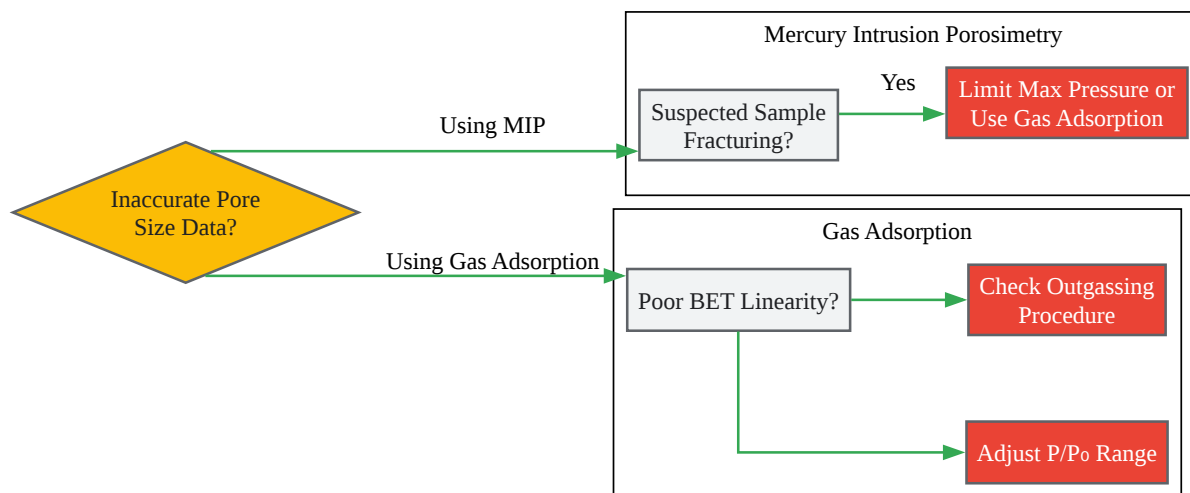 Mercury Intrusion Porosimetry
Yes
Limit Max Pressure or
Use Gas Adsorption
Suspected Sample
Fracturing?
Using MIP
Inaccurate Pore
Size Data?
Using Gas Adsorption
Gas Adsorption
Poor BET Linearity?
Check Outgassing
Procedure
Adjust P/P₀ Range